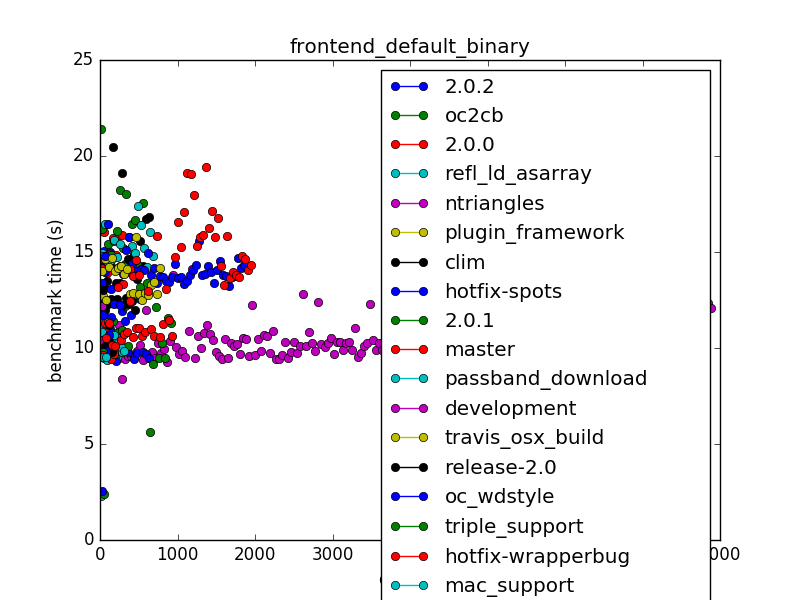 frontend_default_binary
25
20
15
10
5
0
benchmark time (s)
0
1000
2000
3000
000
2.0.2
oc2cb
2.0.0
refl_ld_asarray
ntriangles
plugin_framework
clim
hotfix-spots
2.0.1
master
passband_download
development
travis_osx_build
release-2.0
oc_wdstyle
triple_support
hotfix-wrapperbug
mac_support